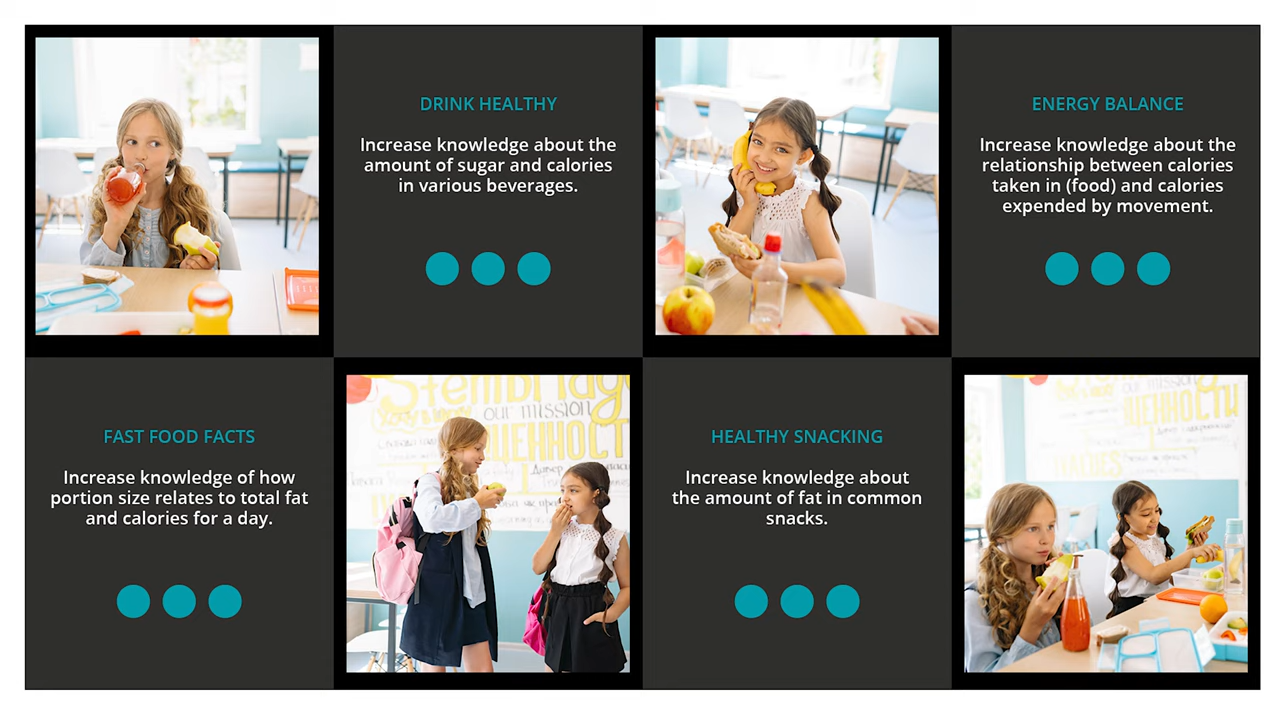 DRINK HEALTHY
Increase knowledge about the
amount of sugar and calories
in various beverages.
ENERGY BALANCE
Increase knowledge about the
relationship between calories
taken in (food) and calories
expended by movement.
FAST FOOD FACTS
Increase knowledge of how
portion size relates to total fat
and calories for a day.
Stembridge
our mission
ЦЕННОСТ
HEALTHY SNACKING
Increase knowledge about
the amount of fat in common
snacks.
ЦЕННОСТИ